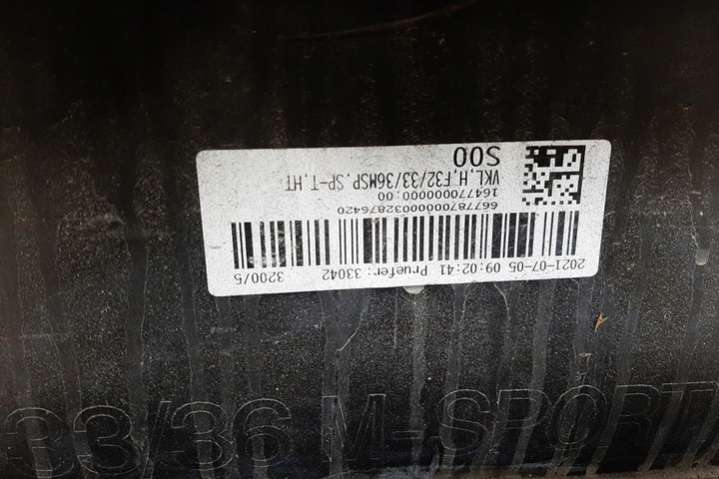 2021-07-05 09:02:41 Pruefer: 33042 3200/5
667787000000032876420
164770000000:00
VKL.H.F32/33/36MSP.SP-T.HT
S00
33/36 M-SPORT